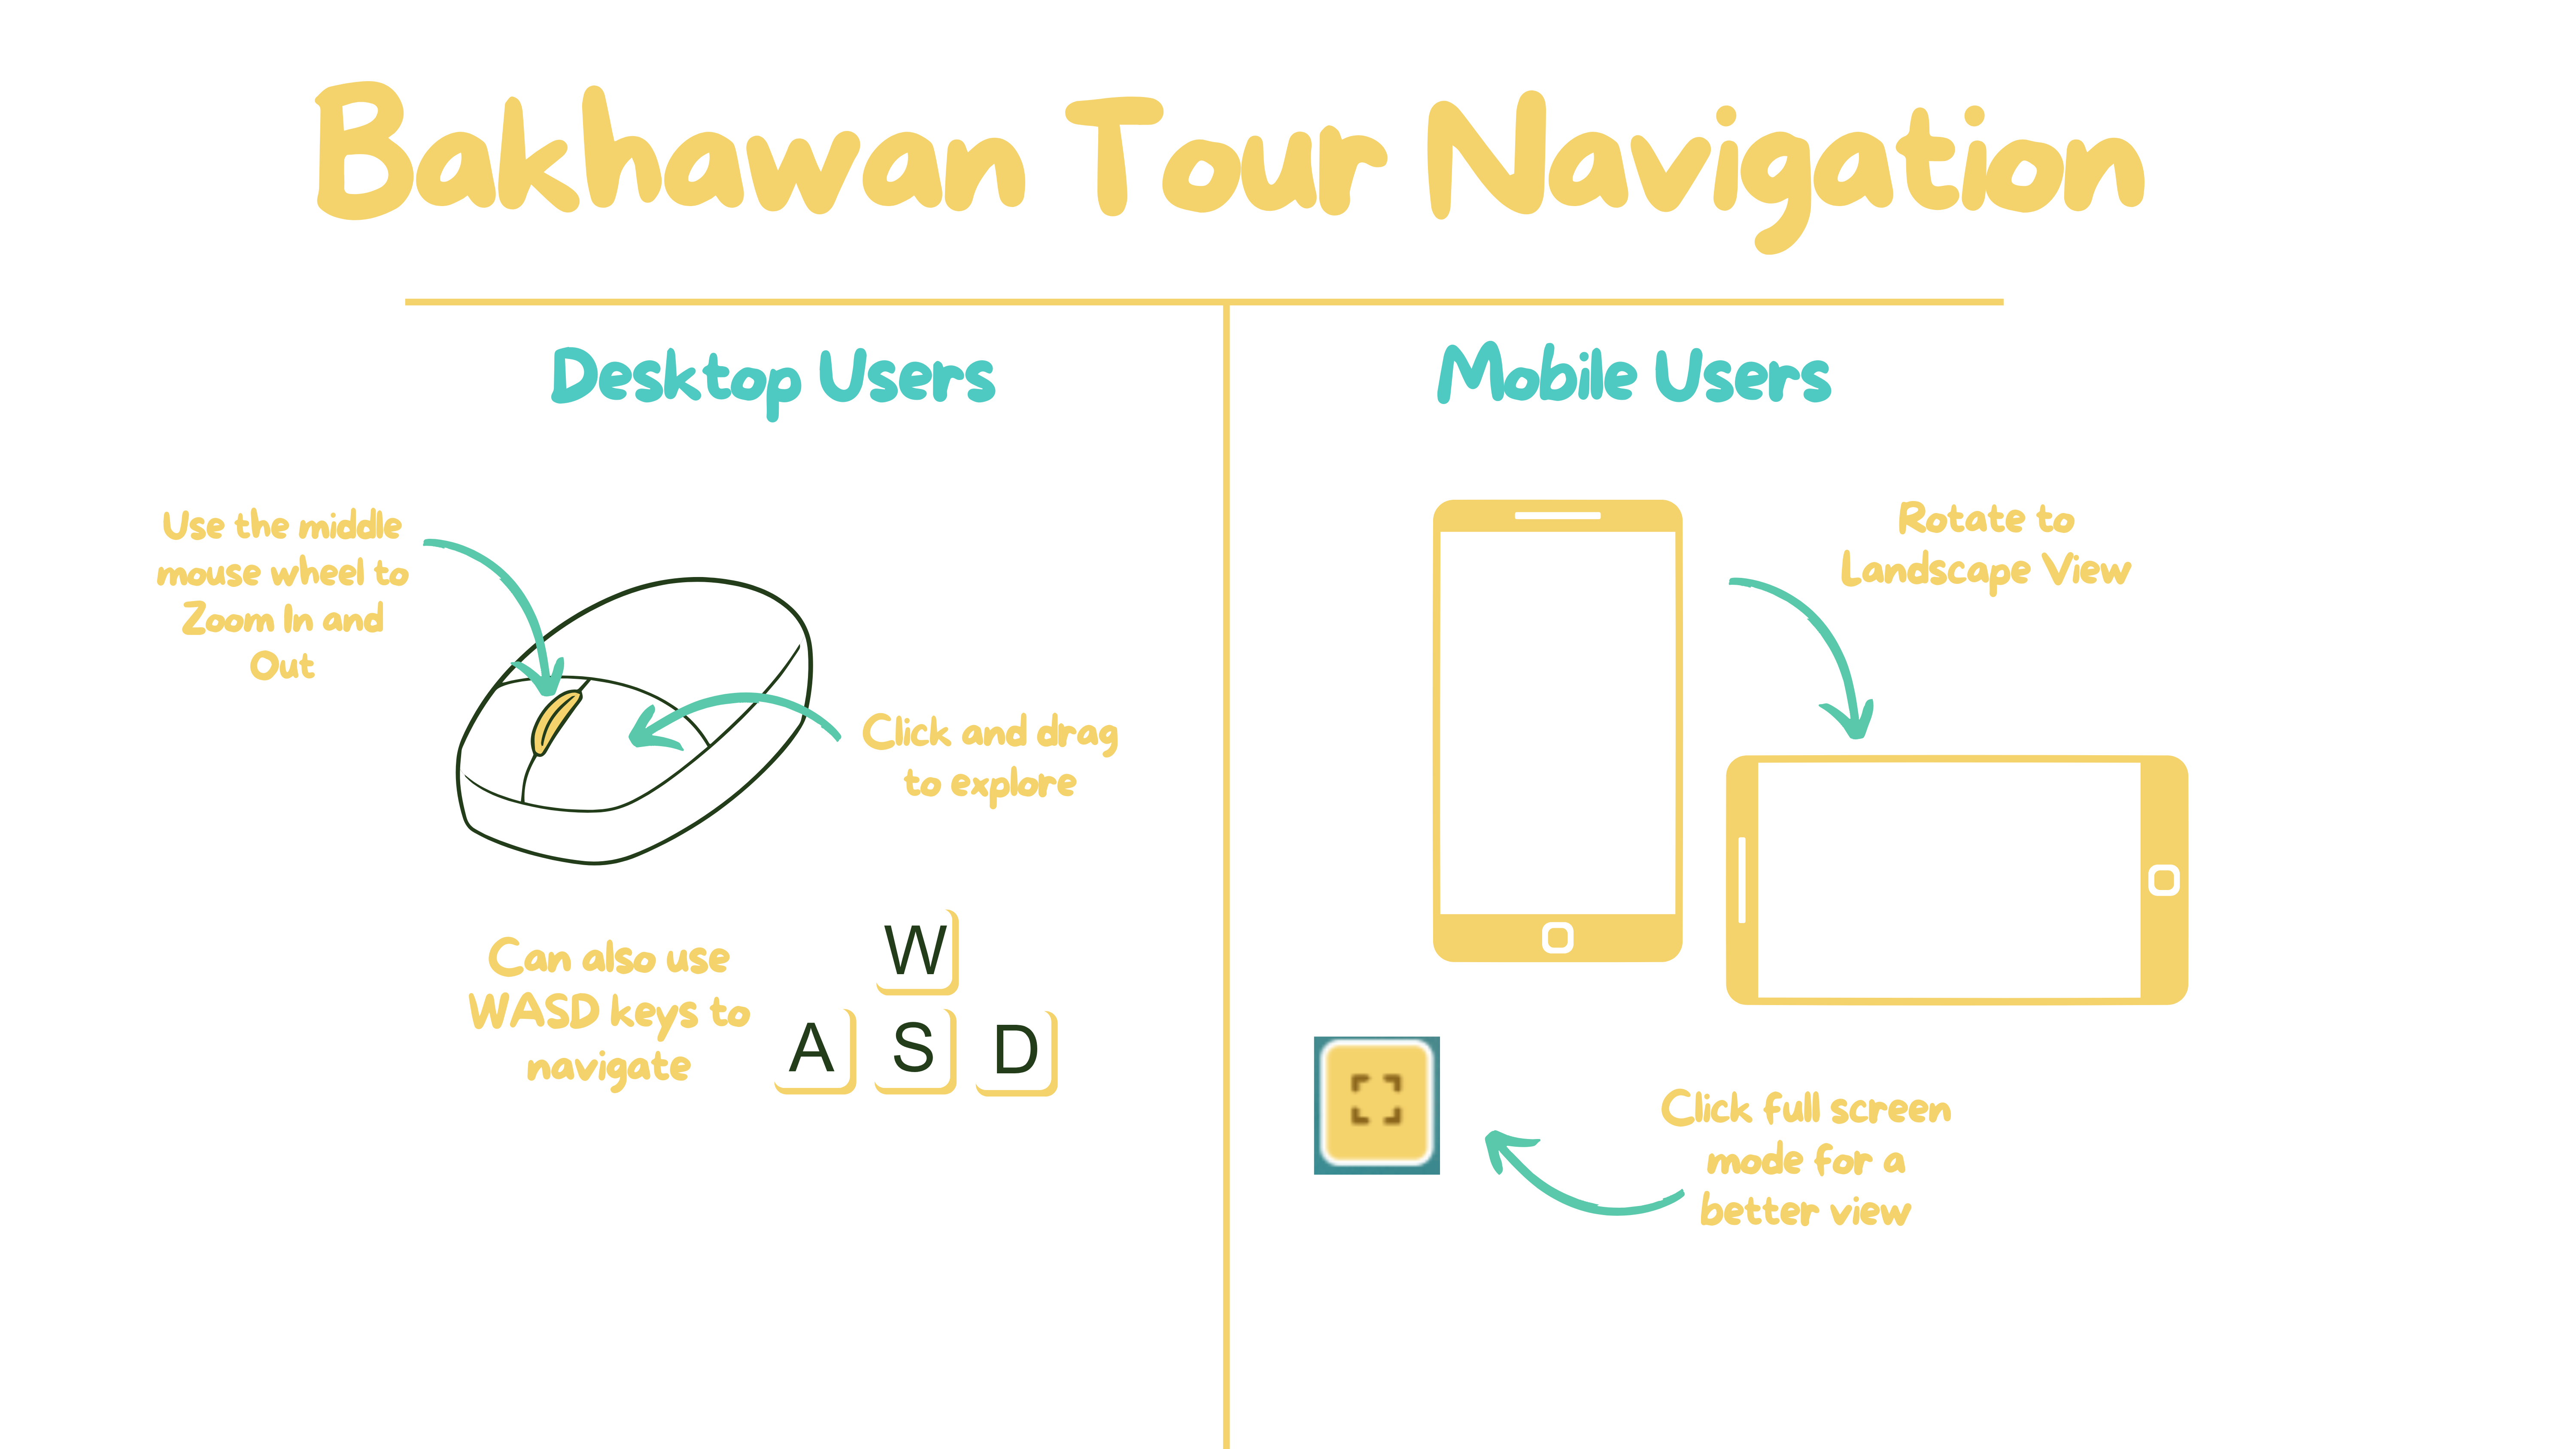 Bakhawan Tour Navigation
Desktop Users
Use the middle
mouse wheel to
Zoom In and
Out
Click and drag
to explore
Can also use
WASD keys to
navigate
W
A S D
Mobile Users
Rotate to
Landscape View
Click full screen
mode for a
better view